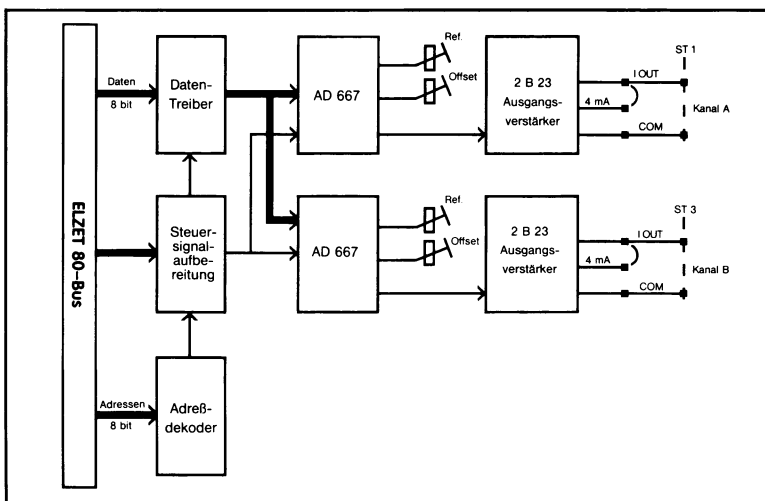 ELZET 80-Bus
Daten
8 bit
Daten-
Treiber
Steuer-
signal-
aufbe-
reitung
Adressen
8 bit
Adreß-
dekoder
AD 667
Ref.
Offset
2 B 23
Ausgangs-
verstärker
ST 1
I OUT
4 mA
Kanal A
COM
AD 667
Ref.
Offset
2 B 23
Ausgangs-
verstärker
ST 3
I OUT
4 mA
Kanal B
COM